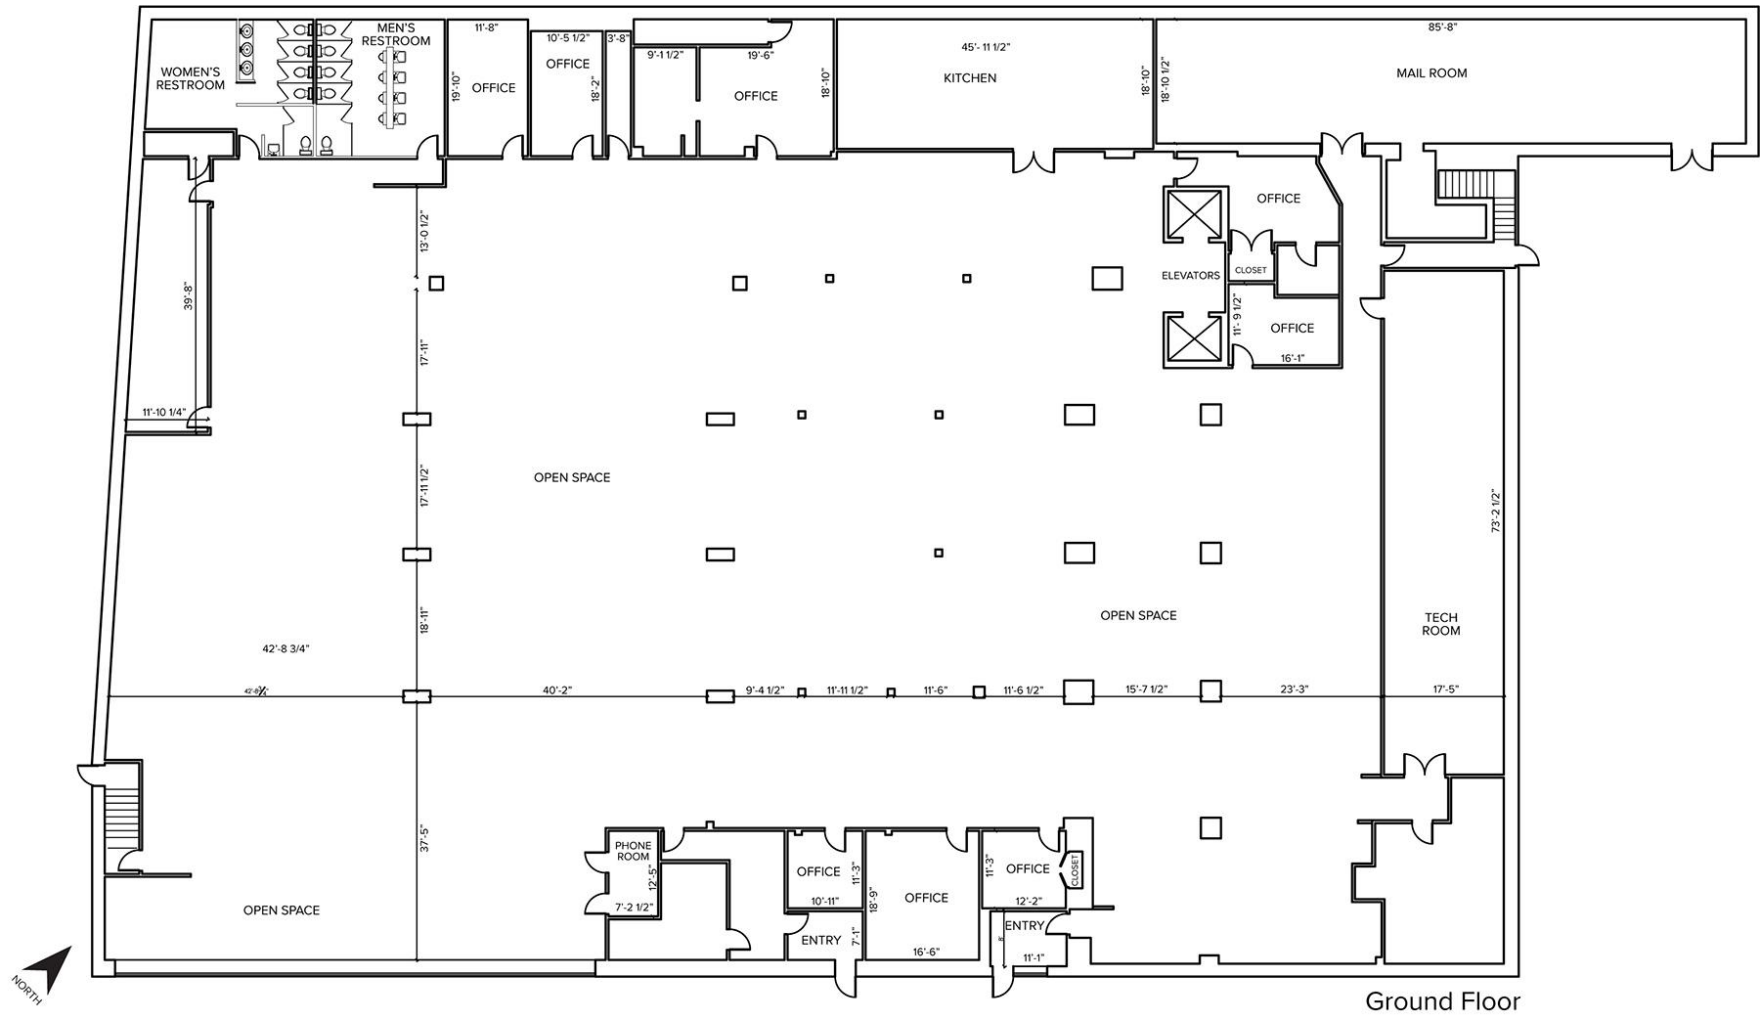 85'-8"
MEN'S
RESTROOM
11'-8"
10'-5 1/2"
3'-8"
9'-1 1/2"
19'-6"
45'- 11 1/2"
WOMEN'S
RESTROOM
OFFICE
19'-10"
OFFICE
18'-2"
OFFICE
18'-10"
KITCHEN
18'-10"
18'-10 1/2"
MAIL ROOM
13'-0 1/2"
OFFICE
39'-8"
ELEVATORS
CLOSET
17'-11"
11'- 9 1/2"
OFFICE
16'-1"
11'-10 1/4"
OPEN SPACE
17'-11 1/2"
73'-2 1/2"
18'-11"
OPEN SPACE
TECH
ROOM
42'-8 3/4"
40'-2"
9'-4 1/2"
11'-11 1/2"
11'-6"
11'-6 1/2"
15'-7 1/2"
23'-3"
17'-5"
37'-5"
PHONE
ROOM
12'-5"
7'-2 1/2"
OFFICE
11'-3"
10'-11"
18'-9"
OFFICE
16'-6"
11'-3"
OFFICE
12'-2"
CLOSET
OPEN SPACE
ENTRY
7'-1"
ENTRY
11'-1"
NORTH
Ground Floor